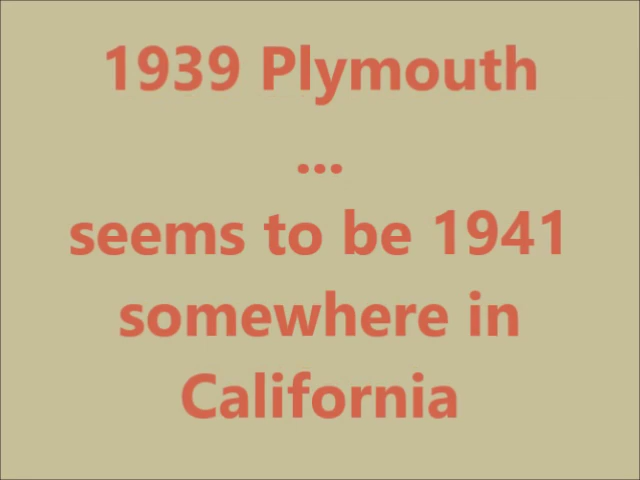 1939 Plymouth
...
seems to be 1941
somewhere in
California